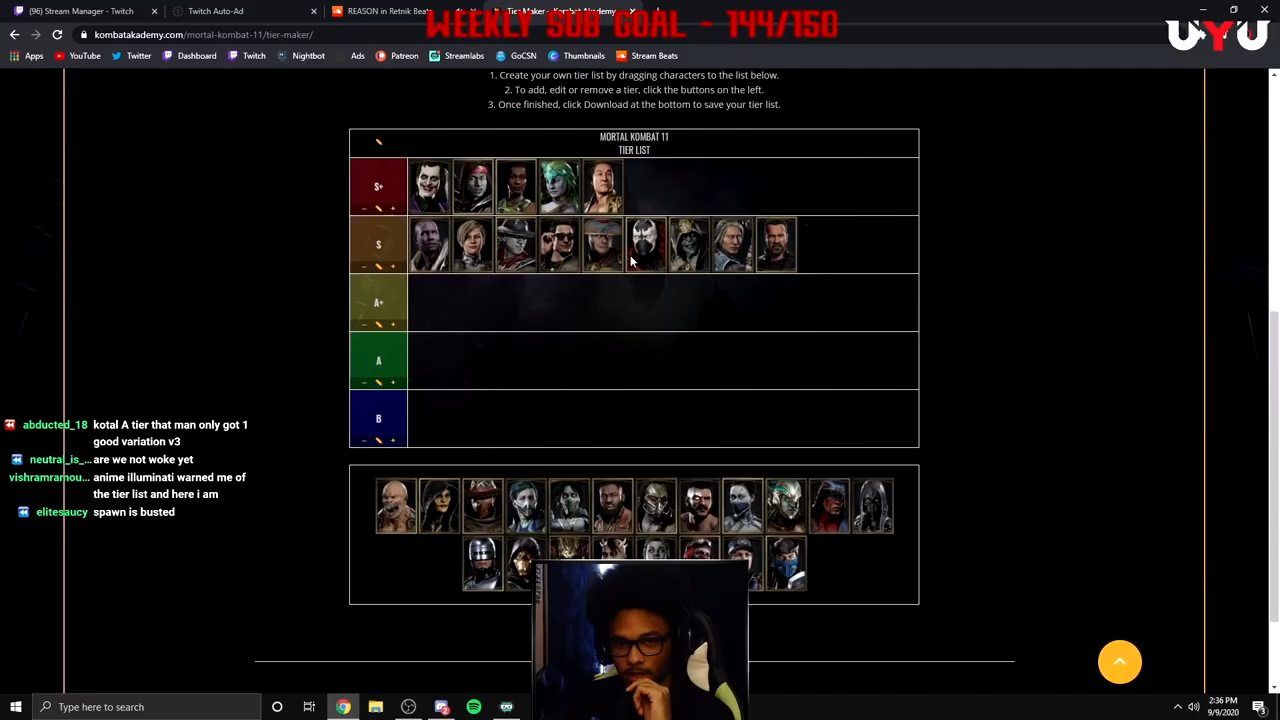 (96) Stream Manager - Twitch
Twitch Auto-Ad
REASON in Retnik Beats
WEEKLY SUB GOAL - 144/150
UYU
kombatakademy.com/mortal-kombat-11/tier-maker/
Apps
YouTube
Twitter
Dashboard
Twitch
Nightbot
Ads
Patreon
Streamlabs
GoCSN
Thumbnails
Stream Beats
1. Create your own tier list by dragging characters to the list below.
2. To add, edit or remove a tier, click the buttons on the left.
3. Once finished, click Download at the bottom to save your tier list.
MORTAL KOMBAT 11
TIER LIST
S+
S
A+
A
B
abducted_18 kotal A tier that man only got 1
good variation v3
neutral_is_... are we not woke yet
vishramramou... anime illuminati warned me of
the tier list and here i am
elitesaucy spawn is busted
Type here to search
2:36 PM
9/9/2020